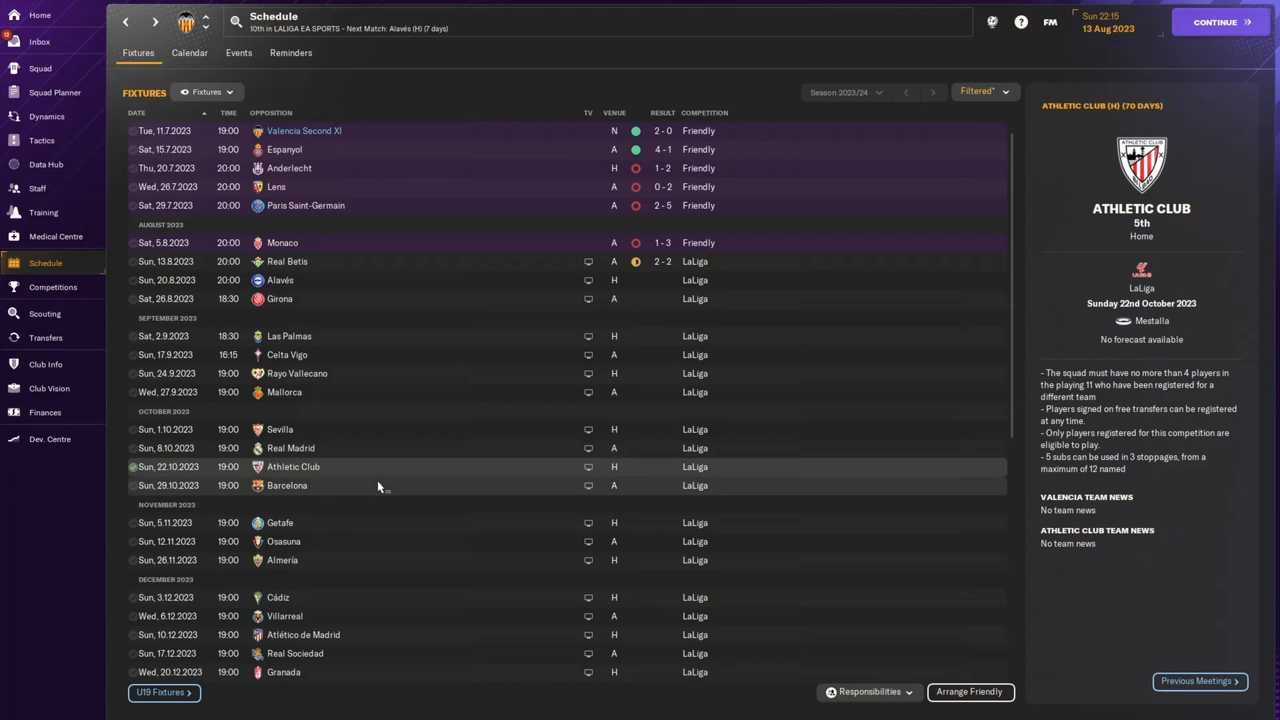 Home
12
Inbox
Squad
Squad Planner
Dynamics
Tactics
Data Hub
Staff
Training
Medical Centre
Schedule
Competitions
Scouting
Transfers
Club Info
Club Vision
Finances
Dev. Centre
Schedule
10th in LALIGA EA SPORTS - Next Match: Alavés (H) (7 days)
? FM
Sun 22:15
13 Aug 2023
CONTINUE
Fixtures Calendar Events Reminders
FIXTURES Fixtures Season 2023/24 Filtered*
DATE TIME OPPOSITION TV VENUE RESULT COMPETITION
Tue, 11.7.2023 19:00 Valencia Second XI N 2 - 0 Friendly
Sat, 15.7.2023 19:00 Espanyol A 4 - 1 Friendly
Thu, 20.7.2023 20:00 Anderlecht H 1 - 2 Friendly
Wed, 26.7.2023 20:00 Lens A 0 - 2 Friendly
Sat, 29.7.2023 20:00 Paris Saint-Germain A 2 - 5 Friendly
AUGUST 2023
Sat, 5.8.2023 20:00 Monaco A 1 - 3 Friendly
Sun, 13.8.2023 20:00 Real Betis A 2 - 2 LaLiga
Sun, 20.8.2023 20:00 Alavés H LaLiga
Sat, 26.8.2023 18:30 Girona A LaLiga
SEPTEMBER 2023
Sat, 2.9.2023 18:30 Las Palmas H LaLiga
Sun, 17.9.2023 16:15 Celta Vigo A LaLiga
Sun, 24.9.2023 19:00 Rayo Vallecano H LaLiga
Wed, 27.9.2023 19:00 Mallorca A LaLiga
OCTOBER 2023
Sun, 1.10.2023 19:00 Sevilla H LaLiga
Sun, 8.10.2023 19:00 Real Madrid A LaLiga
Sun, 22.10.2023 19:00 Athletic Club H LaLiga
Sun, 29.10.2023 19:00 Barcelona A LaLiga
NOVEMBER 2023
Sun, 5.11.2023 19:00 Getafe H LaLiga
Sun, 12.11.2023 19:00 Osasuna A LaLiga
Sun, 26.11.2023 19:00 Almería H LaLiga
DECEMBER 2023
Sun, 3.12.2023 19:00 Cádiz H LaLiga
Wed, 6.12.2023 19:00 Villarreal A LaLiga
Sun, 10.12.2023 19:00 Atlético de Madrid H LaLiga
Sun, 17.12.2023 19:00 Real Sociedad A LaLiga
Wed, 20.12.2023 19:00 Granada H LaLiga
U19 Fixtures Responsibilities Arrange Friendly
ATHLETIC CLUB (H) (70 DAYS)
ATHLETIC CLUB
5th
Home
LaLiga
Sunday 22nd October 2023
Mestalla
No forecast available
- The squad must have no more than 4 players in
the playing 11 who have been registered for a
different team
- Players signed on free transfers can be registered
at any time.
- Only players registered for this competition are
eligible to play.
- 5 subs can be used in 3 stoppages, from a
maximum of 12 named
VALENCIA TEAM NEWS
No team news
ATHLETIC CLUB TEAM NEWS
No team news
Previous Meetings